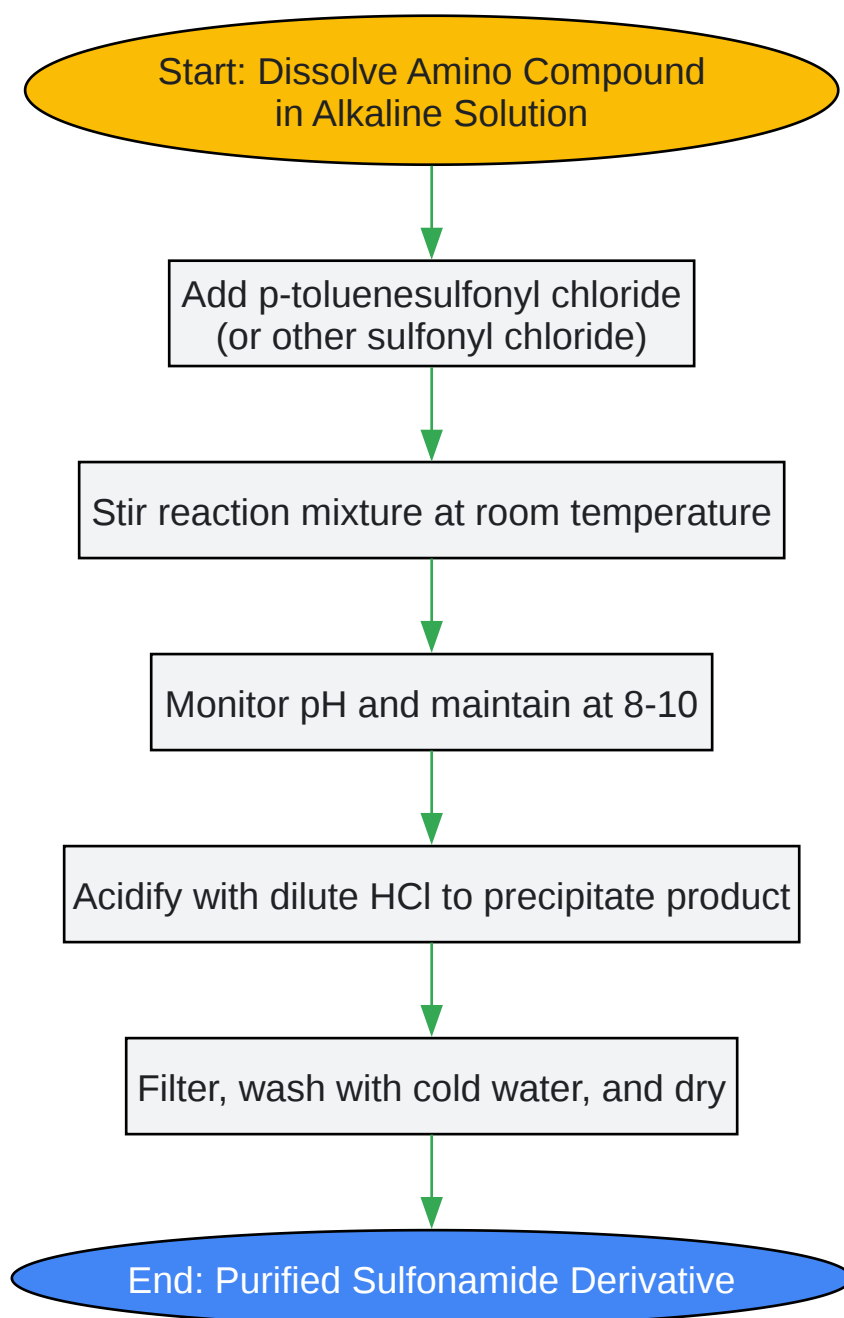 Start: Dissolve Amino Compound
in Alkaline Solution
Add p-toluenesulfonyl chloride
(or other sulfonyl chloride)
Stir reaction mixture at room temperature
Monitor pH and maintain at 8-10
Acidify with dilute HCl to precipitate product
Filter, wash with cold water, and dry
End: Purified Sulfonamide Derivative